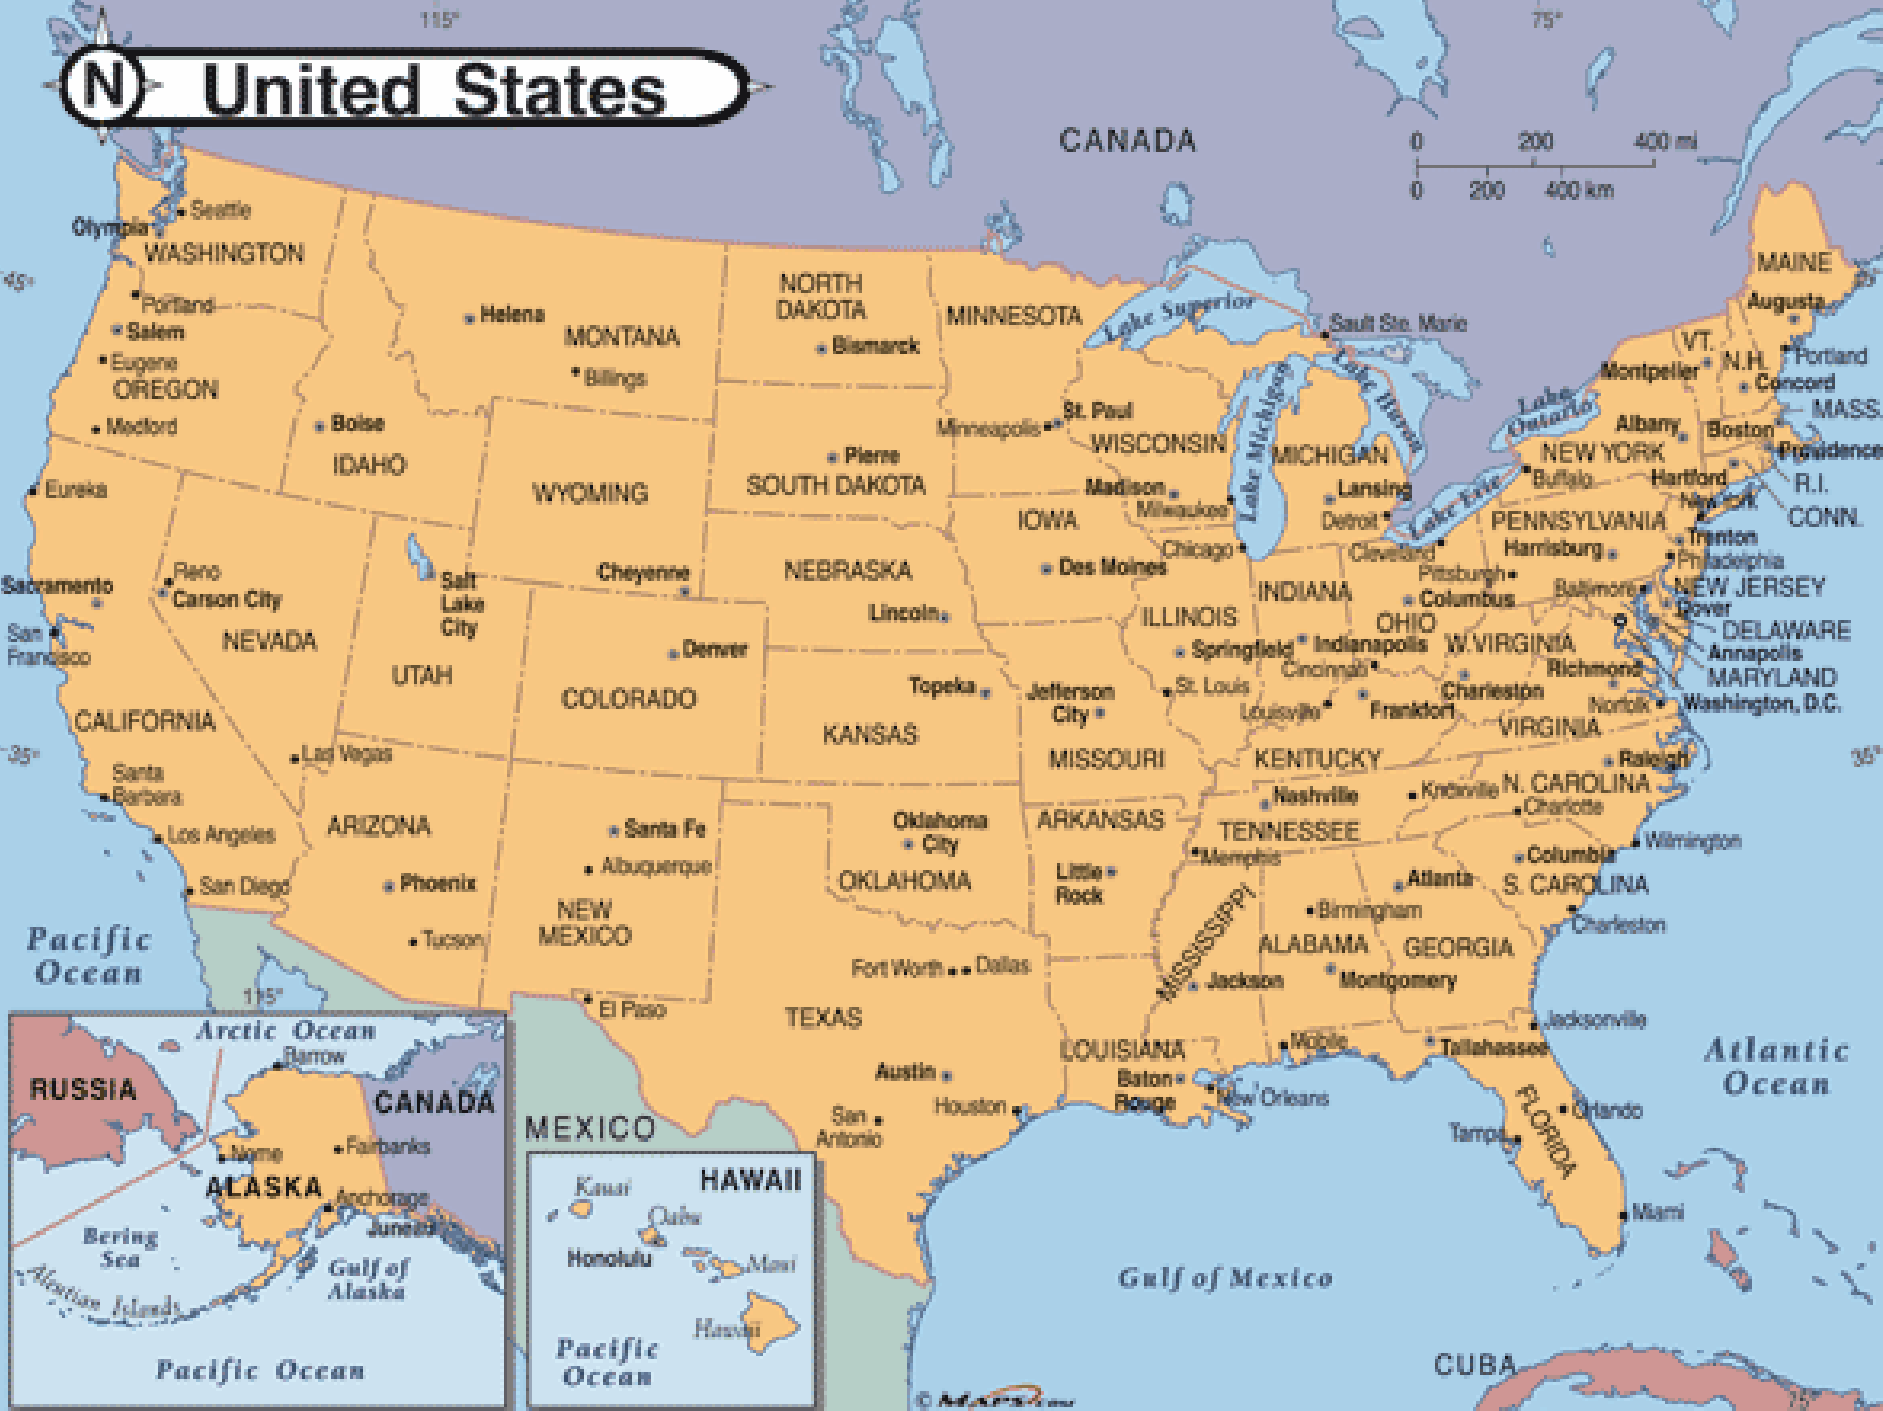 115°
75°
N United States
CANADA
0 200 400 mi
0 200 400 km
Seattle
Olympia
WASHINGTON
45°
Portland
Salem
Eugene
OREGON
Medford
Helena
MONTANA
Billings
Boise
IDAHO
NORTH
DAKOTA
Bismarck
MINNESOTA
Lake Superior
Sault Ste. Marie
MAINE
Augusta
VT.
N.H.
Portland
Montpelier
Concord
MASS.
Lake Huron
Lake Michigan
Lake Ontario
Albany
Boston
Providence
St. Paul
Minneapolis
WISCONSIN
MICHIGAN
NEW YORK
Buffalo
Hartford
R.I.
New York
CONN.
Pierre
SOUTH DAKOTA
WYOMING
Madison
Milwaukee
Lansing
Detroit
Lake Erie
PENNSYLVANIA
Harrisburg
Trenton
Philadelphia
Eureka
IOWA
Des Moines
Chicago
Cleveland
Pittsburgh
Baltimore
NEW JERSEY
Dover
DELAWARE
Annapolis
MARYLAND
Washington, D.C.
Reno
Carson City
Sacramento
San
Francisco
NEVADA
Salt
Lake
City
UTAH
Cheyenne
NEBRASKA
Lincoln
ILLINOIS
INDIANA
Columbus
OHIO
Springfield
Indianapolis
W.VIRGINIA
Cincinnati
Richmond
Denver
COLORADO
Topeka
KANSAS
Jefferson
City
St. Louis
Louisville
Frankfort
Charleston
Norfolk
VIRGINIA
CALIFORNIA
MISSOURI
KENTUCKY
Raleigh
35°
35°
Las Vegas
Santa
Barbara
Los Angeles
San Diego
ARIZONA
Phoenix
Tucson
Santa Fe
Albuquerque
NEW
MEXICO
Oklahoma
City
OKLAHOMA
ARKANSAS
Little
Rock
Nashville
Knoxville
N. CAROLINA
Charlotte
TENNESSEE
Memphis
Wilmington
Columbia
S. CAROLINA
Atlanta
Charleston
MISSISSIPPI
Birmingham
ALABAMA
GEORGIA
Jackson
Montgomery
Fort Worth
Dallas
El Paso
TEXAS
LOUISIANA
Mobile
Tallahassee
Jacksonville
Austin
Baton
Rouge
New Orleans
Houston
San
Antonio
FLORIDA
Orlando
Tampa
Miami
Pacific
Ocean
Atlantic
Ocean
Gulf of Mexico
MEXICO
CUBA
75°
115°
Arctic Ocean
Barrow
RUSSIA
CANADA
Nome
Fairbanks
ALASKA
Anchorage
Juneau
Bering
Sea
Gulf of
Alaska
Aleutian Islands
Pacific Ocean
HAWAII
Kauai
Oahu
Honolulu
Maui
Hawaii
Pacific
Ocean
© MAPS.com